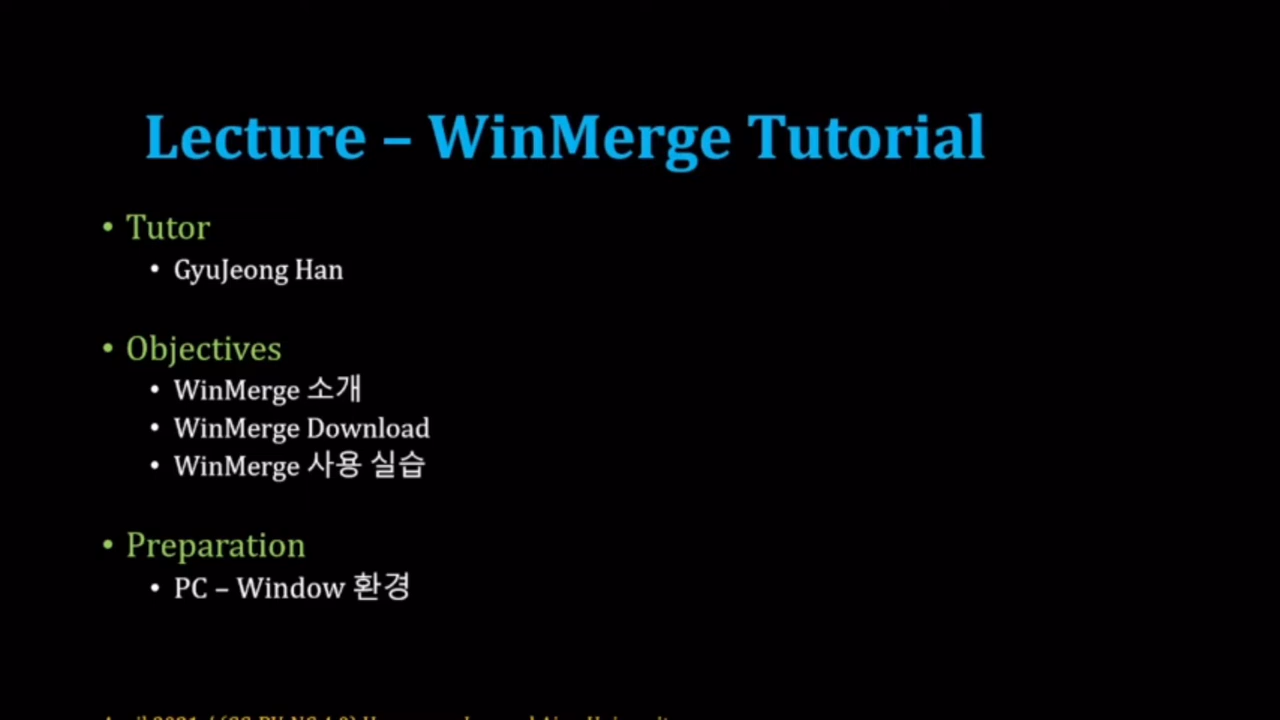 Lecture – WinMerge Tutorial
• Tutor
• GyuJeong Han
• Objectives
• WinMerge 소개
• WinMerge Download
• WinMerge 사용 실습
• Preparation
• PC – Window 환경